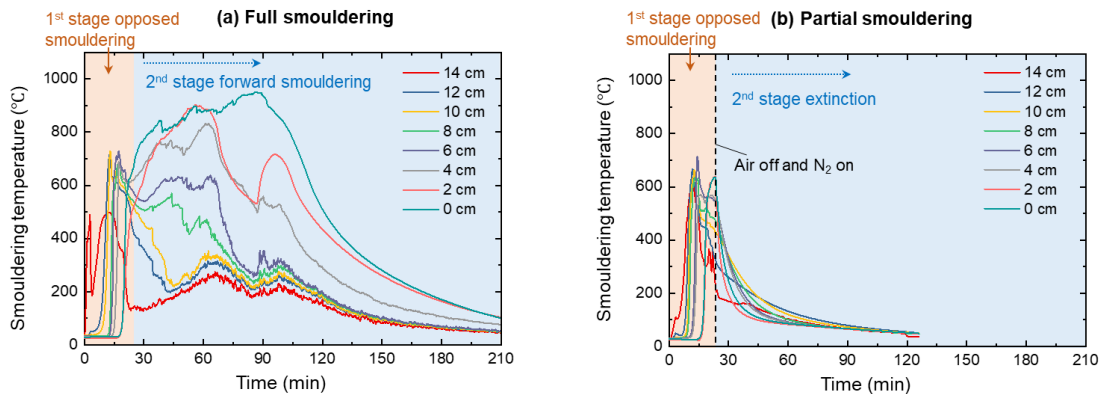 1st stage opposed
smouldering
(a) Full smouldering
2nd stage forward smouldering
14 cm
12 cm
10 cm
8 cm
6 cm
4 cm
2 cm
0 cm
Smouldering temperature (°C)
1000
800
600
400
200
0
0 30 60 90 120 150 180 210
Time (min)
1st stage opposed
smouldering
(b) Partial smouldering
2nd stage extinction
Air off and N2 on
14 cm
12 cm
10 cm
8 cm
6 cm
4 cm
2 cm
0 cm
Smouldering temperature (°C)
1000
800
600
400
200
0
0 30 60 90 120 150 180 210
Time (min)